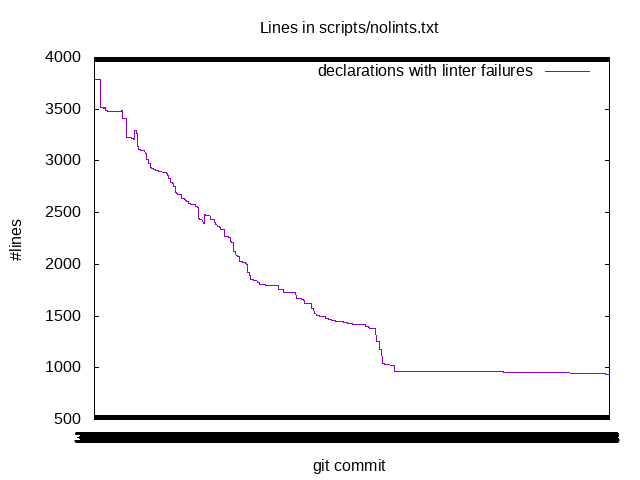 Lines in scripts/nolints.txt
declarations with linter failures
4000
3500
3000
2500
2000
1500
1000
500
#lines
git commit